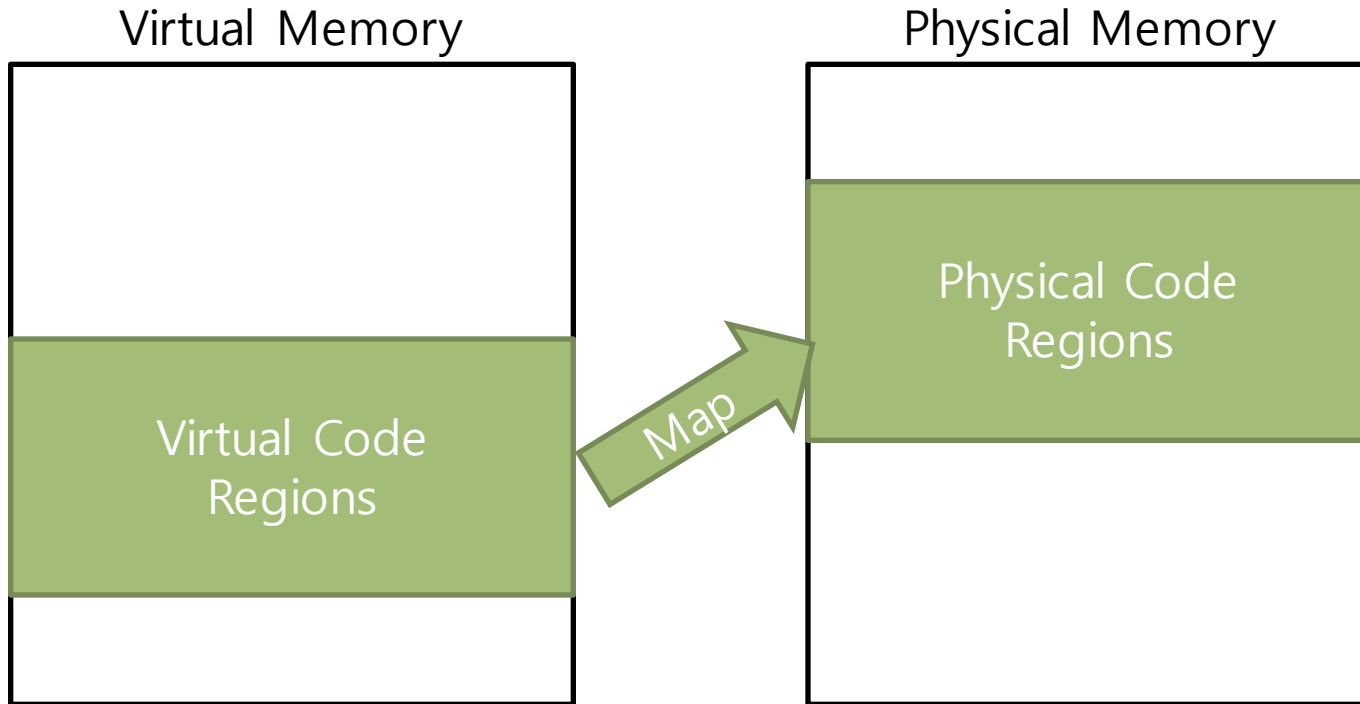 Virtual Memory
Physical Memory
Virtual Code
Regions
Map
Physical Code
Regions